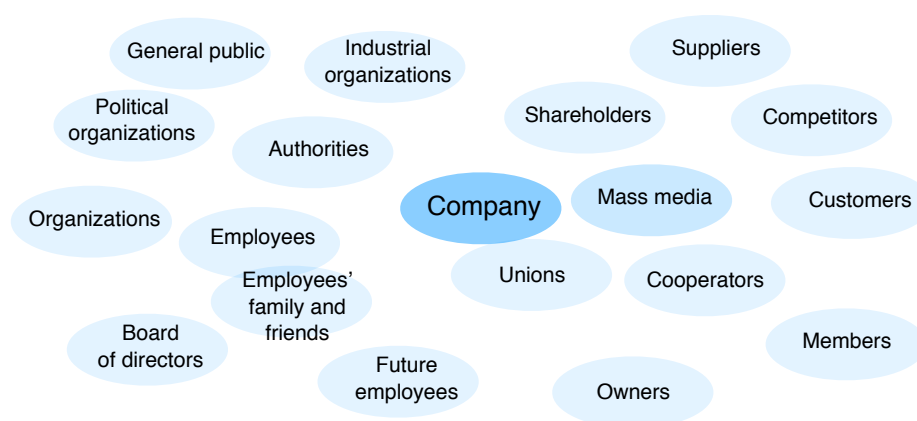 General public
Industrial
organizations
Suppliers
Political
organizations
Shareholders
Competitors
Authorities
Company
Mass media
Customers
Organizations
Employees
Unions
Cooperators
Employees’
family and
friends
Board
of directors
Members
Future
employees
Owners